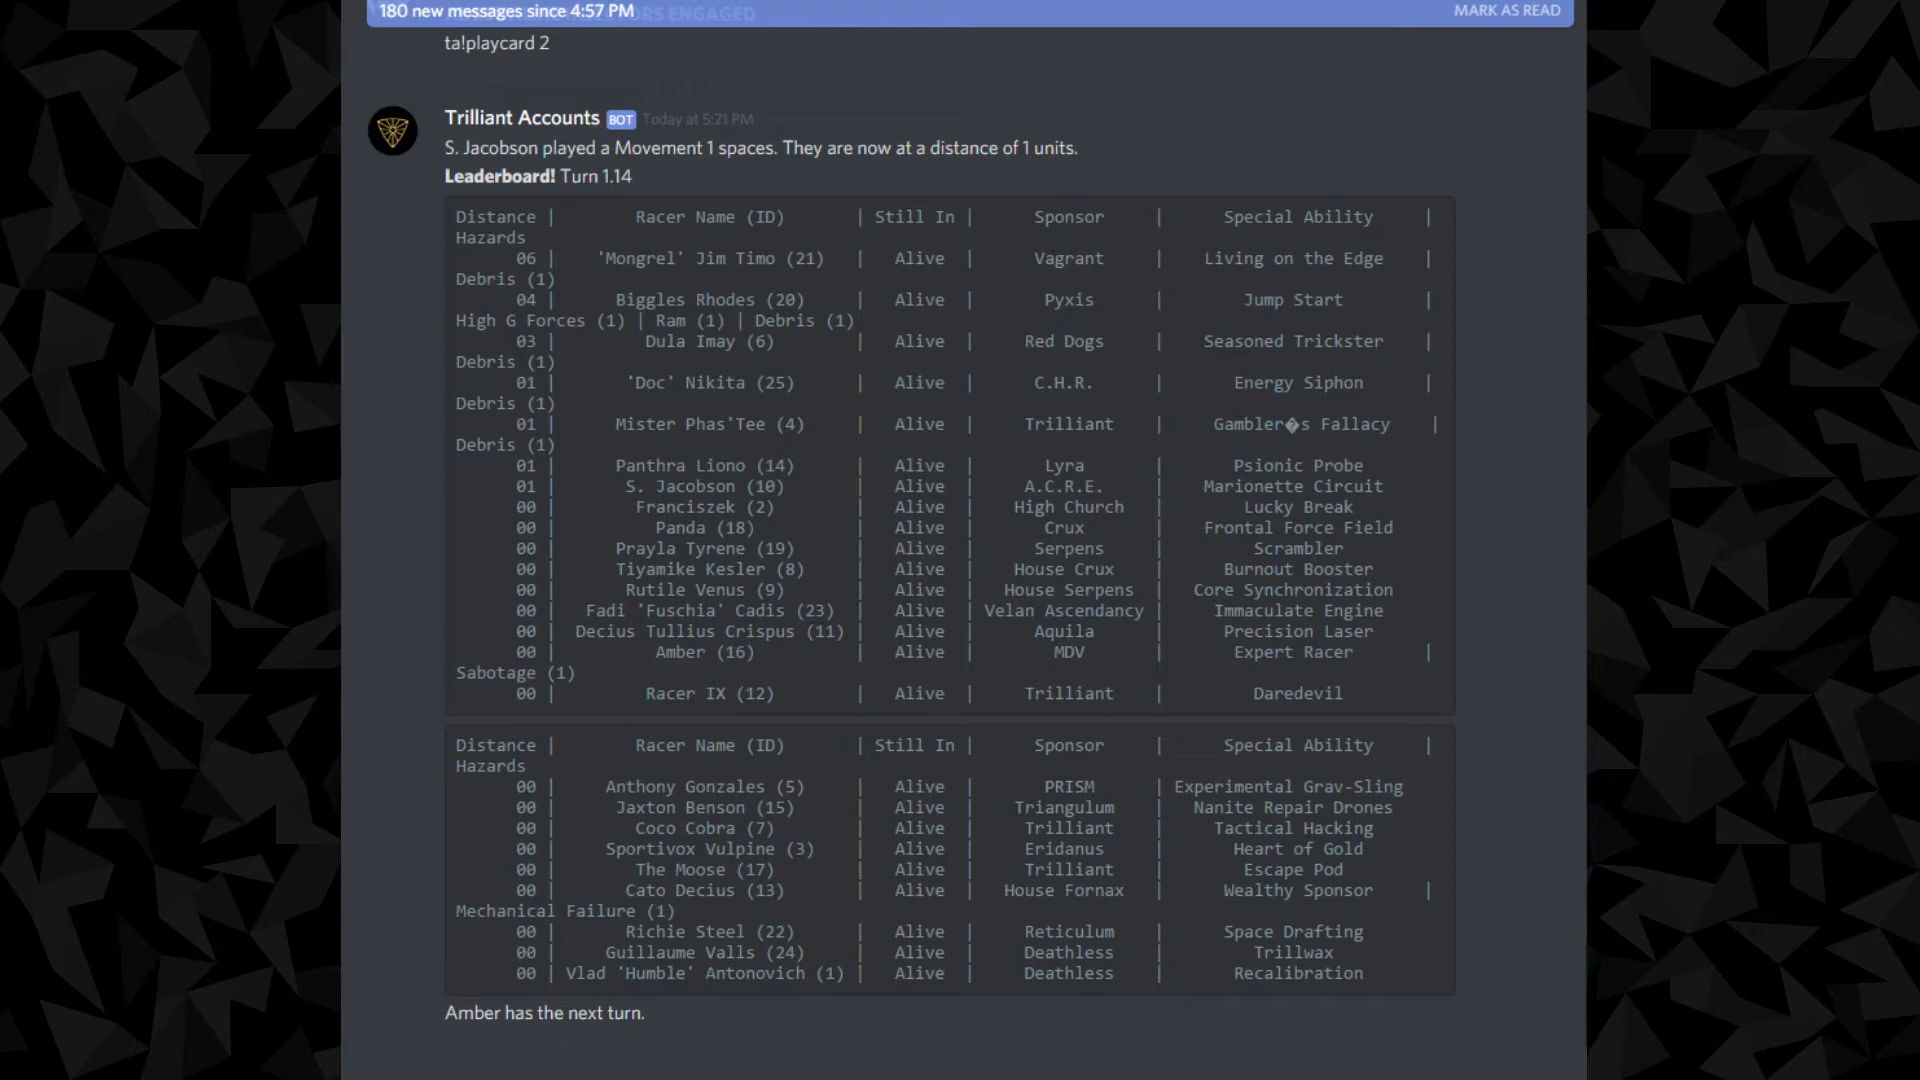 180 new messages since 4:57 PM MARK AS READ
ta!playcard 2
Trilliant Accounts BOT Today at 5:21 PM
S. Jacobson played a Movement 1 spaces. They are now at a distance of 1 units.
Leaderboard! Turn 1.14
Distance | Racer Name (ID) | Still In | Sponsor | Special Ability |
Hazards
06 | 'Mongrel' Jim Timo (21) | Alive | Vagrant | Living on the Edge |
Debris (1)
04 | Biggles Rhodes (20) | Alive | Pyxis | Jump Start |
High G Forces (1) | Ram (1) | Debris (1)
03 | Dula Imay (6) | Alive | Red Dogs | Seasoned Trickster |
Debris (1)
01 | 'Doc' Nikita (25) | Alive | C.H.R. | Energy Siphon |
Debris (1)
01 | Mister Phas'Tee (4) | Alive | Trilliant | Gambler�s Fallacy |
Debris (1)
01 | Panthra Liono (14) | Alive | Lyra | Psionic Probe
01 | S. Jacobson (10) | Alive | A.C.R.E. | Marionette Circuit
00 | Franciszek (2) | Alive | High Church | Lucky Break
00 | Panda (18) | Alive | Crux | Frontal Force Field
00 | Prayla Tyrene (19) | Alive | Serpens | Scrambler
00 | Tiyamike Kesler (8) | Alive | House Crux | Burnout Booster
00 | Rutile Venus (9) | Alive | House Serpens | Core Synchronization
00 | Fadi 'Fuschia' Cadis (23) | Alive | Velan Ascendancy | Immaculate Engine
00 | Decius Tullius Crispus (11) | Alive | Aquila | Precision Laser
00 | Amber (16) | Alive | MDV | Expert Racer |
Sabotage (1)
00 | Racer IX (12) | Alive | Trilliant | Daredevil
Distance | Racer Name (ID) | Still In | Sponsor | Special Ability |
Hazards
00 | Anthony Gonzales (5) | Alive | PRISM | Experimental Grav-Sling
00 | Jaxton Benson (15) | Alive | Triangulum | Nanite Repair Drones
00 | Coco Cobra (7) | Alive | Trilliant | Tactical Hacking
00 | Sportivox Vulpine (3) | Alive | Eridanus | Heart of Gold
00 | The Moose (17) | Alive | Trilliant | Escape Pod
00 | Cato Decius (13) | Alive | House Fornax | Wealthy Sponsor |
Mechanical Failure (1)
00 | Richie Steel (22) | Alive | Reticulum | Space Drafting
00 | Guillaume Valls (24) | Alive | Deathless | Trillwax
00 | Vlad 'Humble' Antonovich (1) | Alive | Deathless | Recalibration
Amber has the next turn.